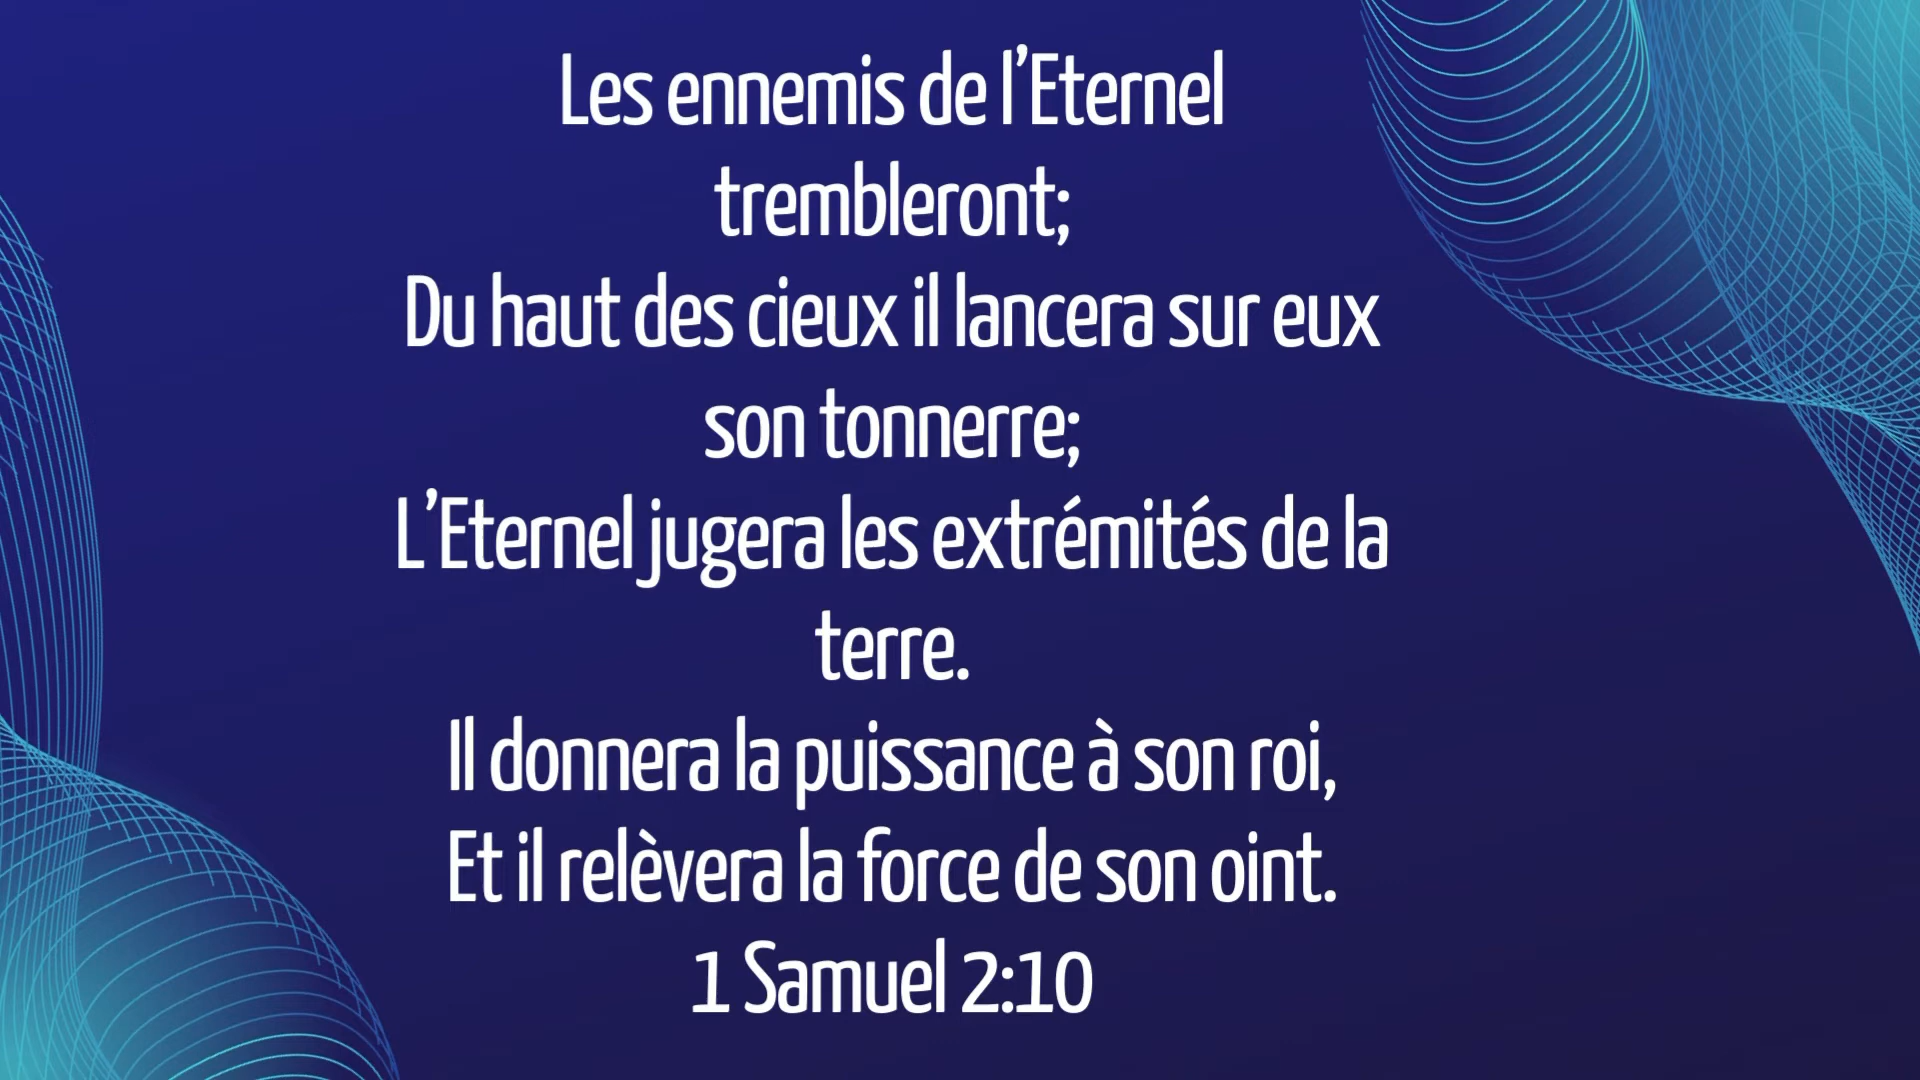 Les ennemis de l’Eternel
trembleront;
Du haut des cieux il lancera sur eux
son tonnerre;
L’Eternel jugera les extrémités de la
terre.
Il donnera la puissance à son roi,
Et il relèvera la force de son oint.
1 Samuel 2:10